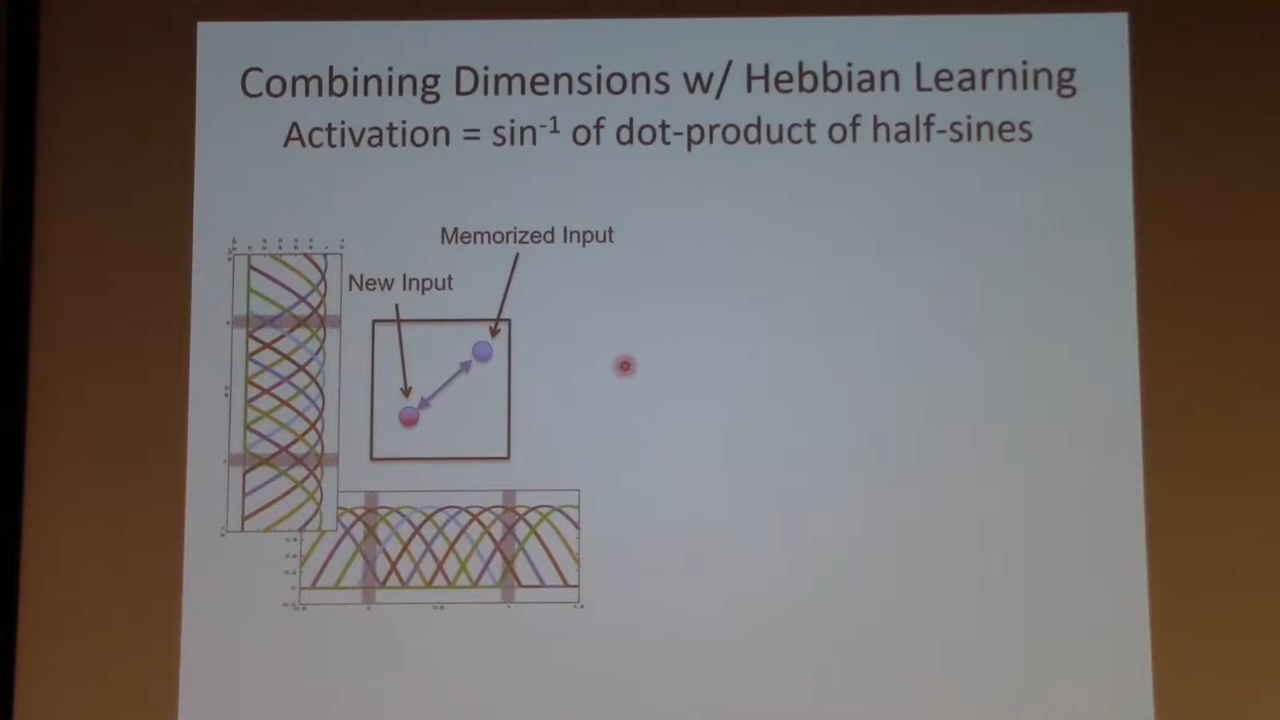 Combining Dimensions w/ Hebbian Learning
Activation = sin⁻¹ of dot-product of half-sines
Memorized Input
New Input